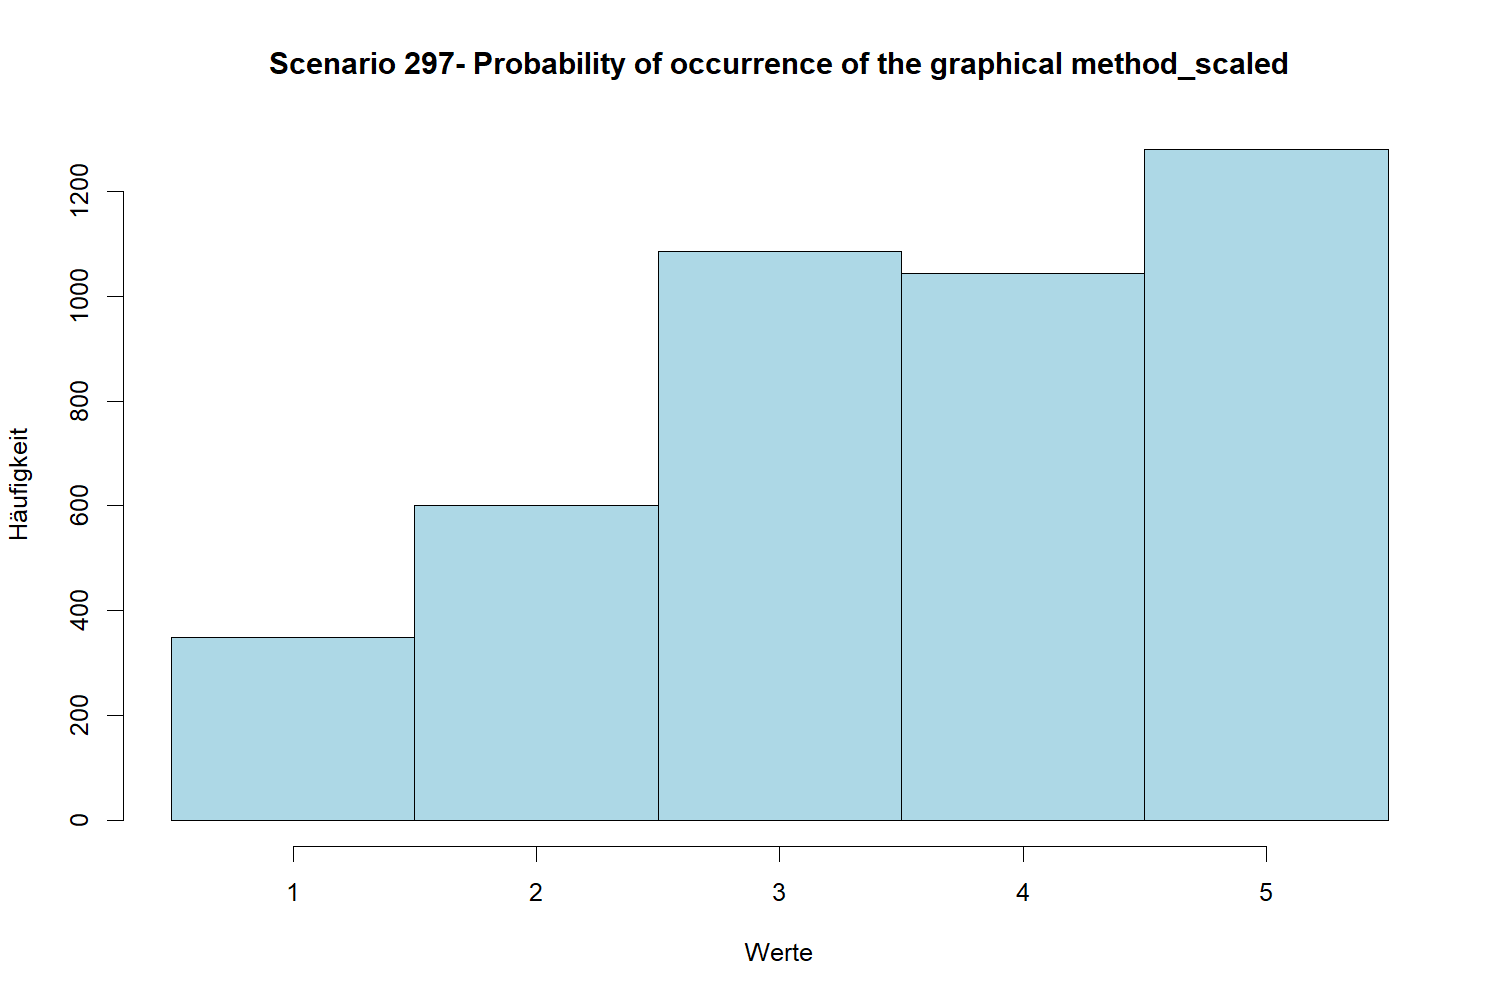 Scenario 297- Probability of occurrence of the graphical method_scaled
Häufigkeit
1200
1000
800
600
400
200
0
1 2 3 4 5
Werte